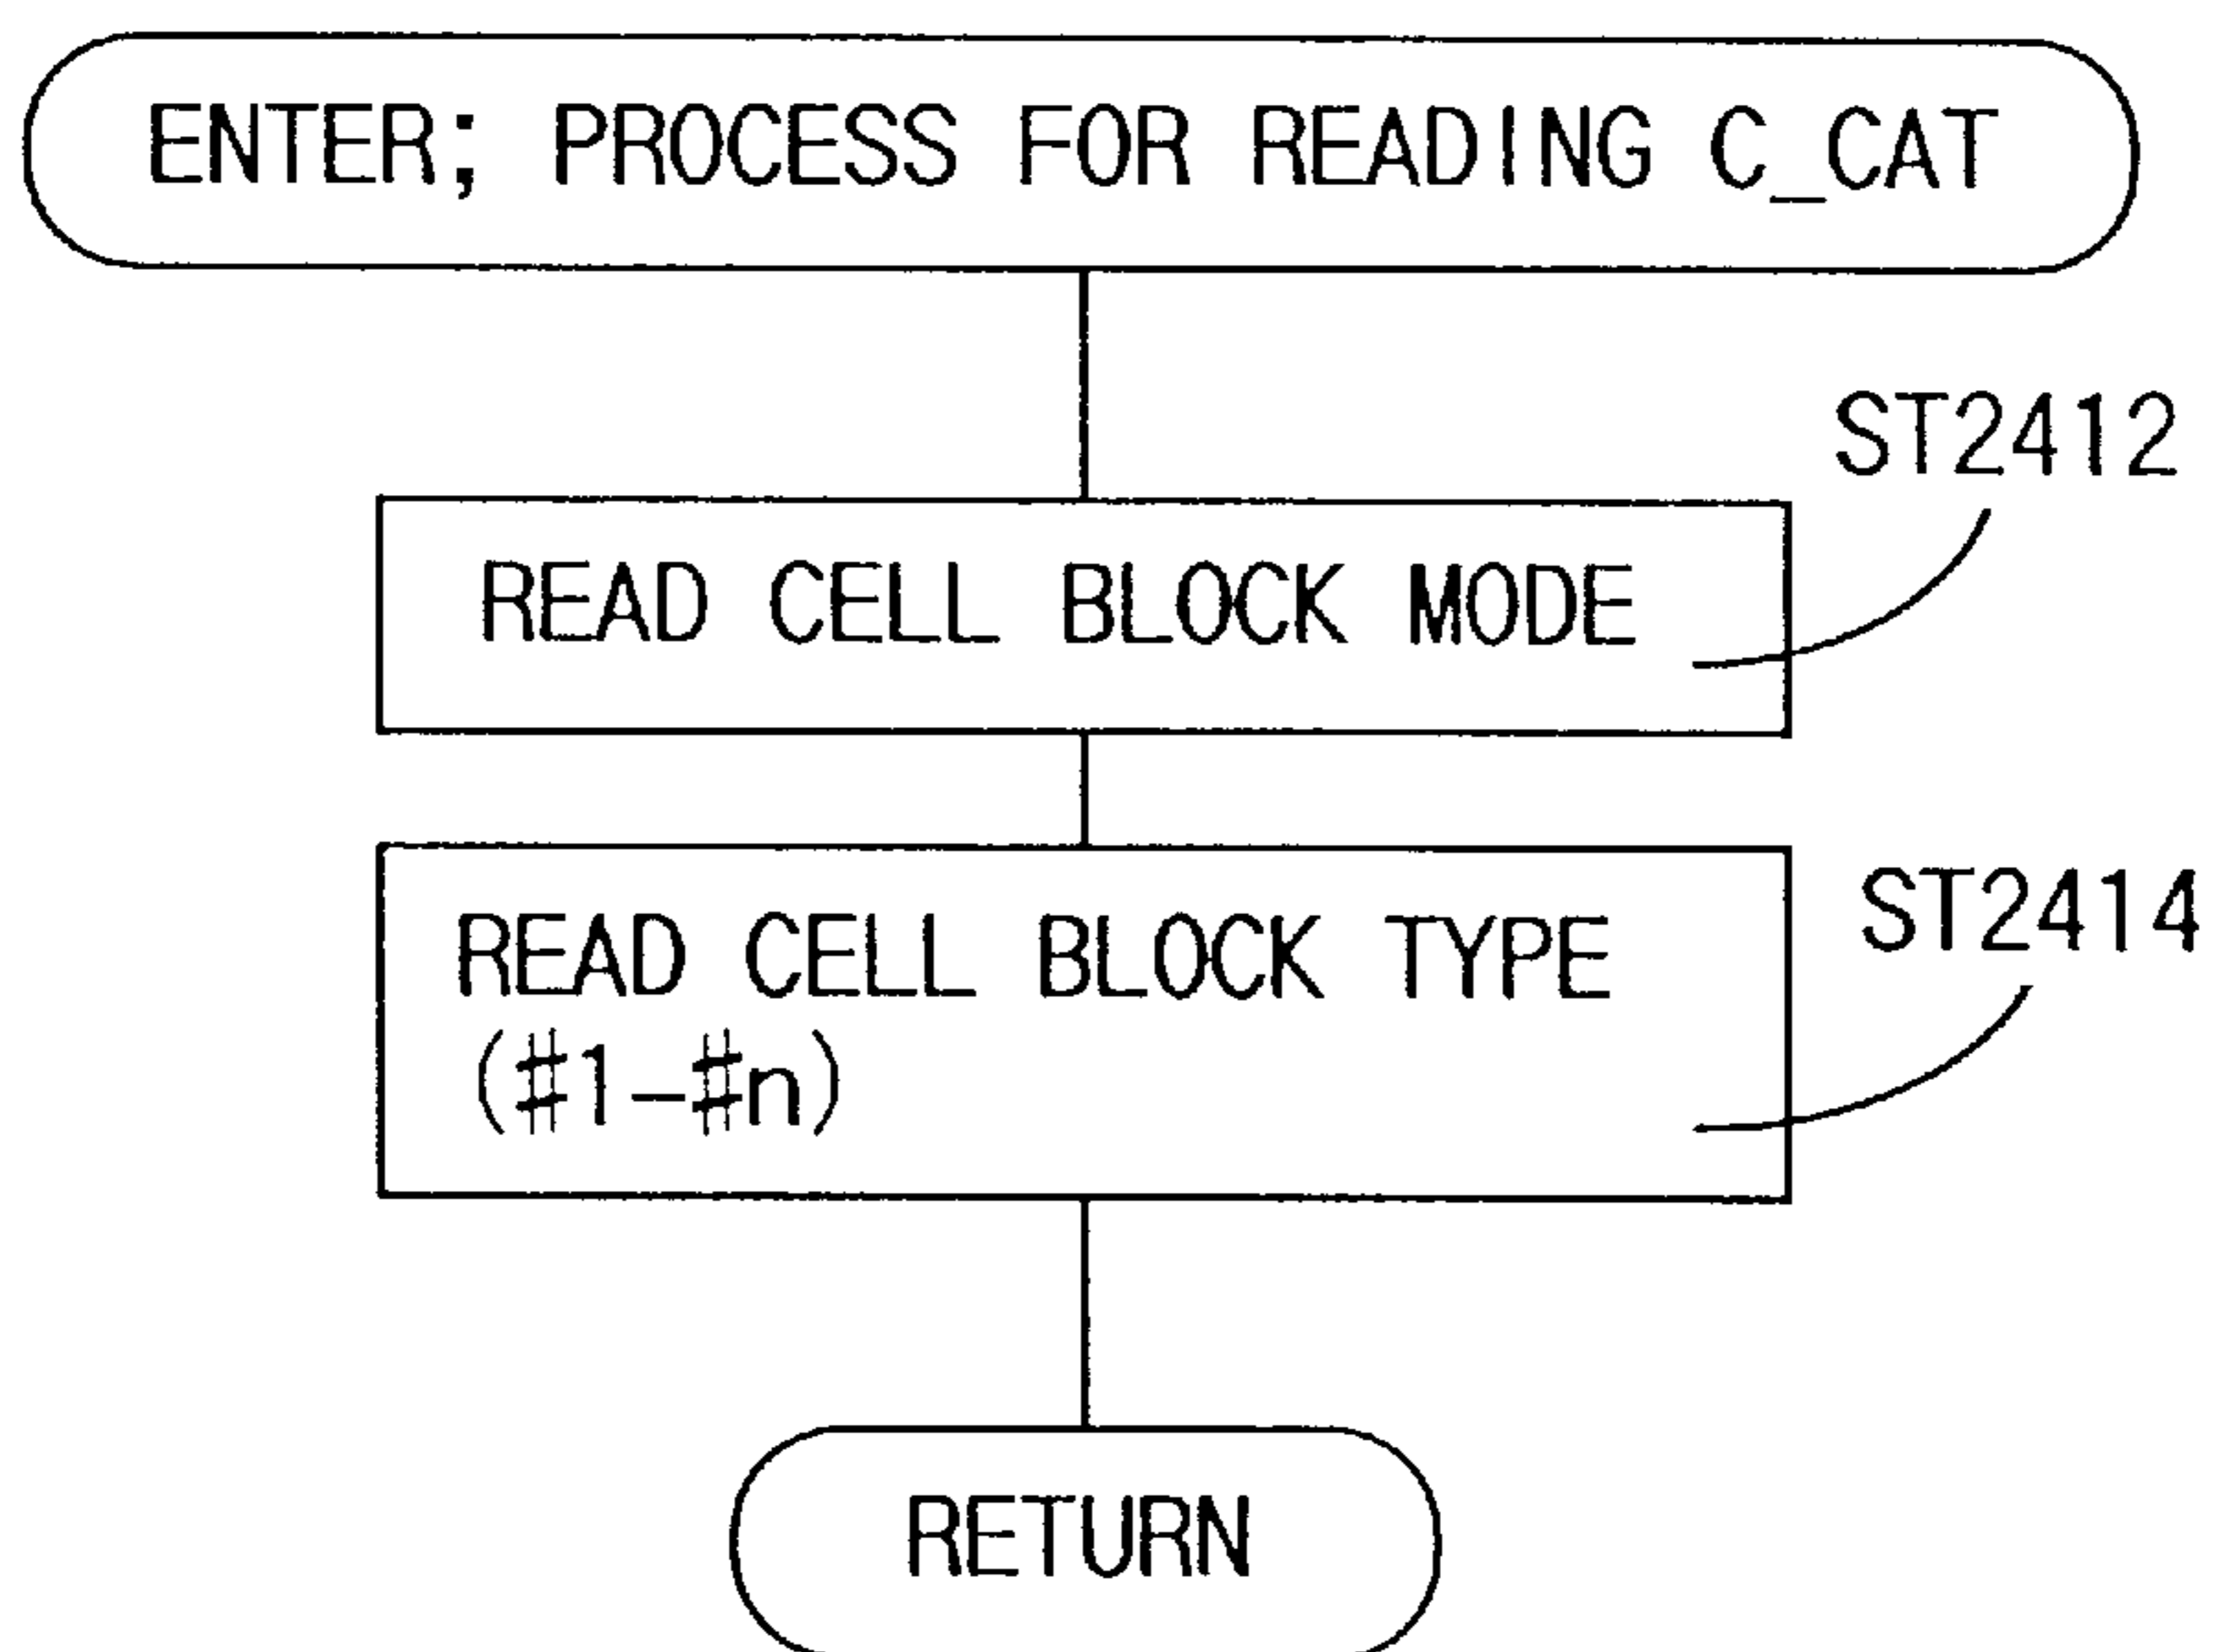 ENTER; PROCESS FOR READING C_CAT
ST2412
READ CELL BLOCK MODE
ST2414
READ CELL BLOCK TYPE
(#1-#n)
RETURN